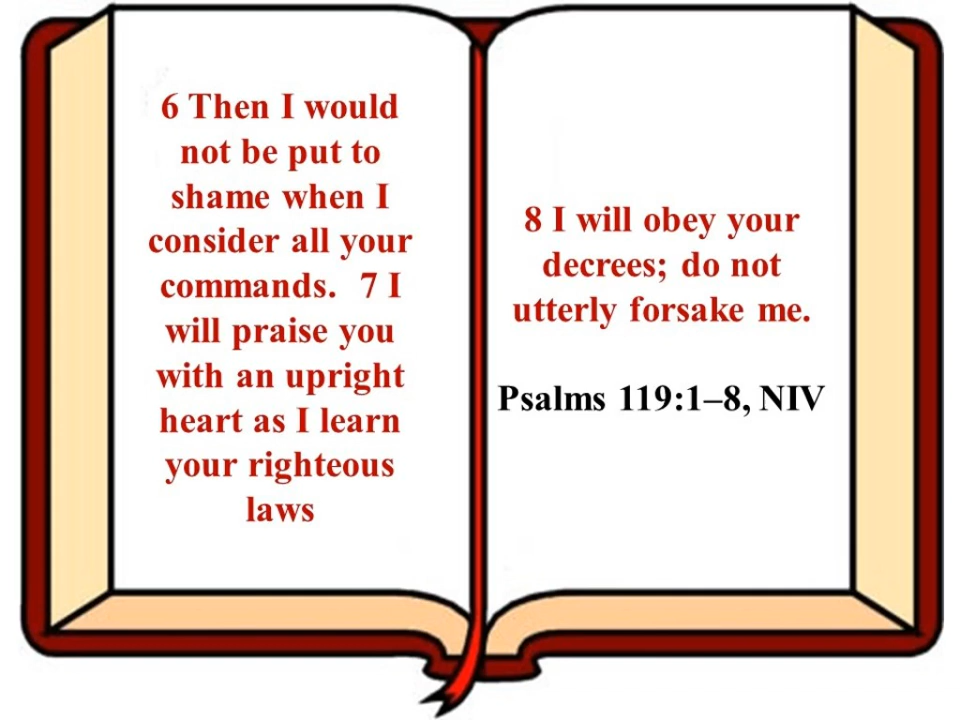 6 Then I would
not be put to
shame when I
consider all your
commands.  7 I
will praise you
with an upright
heart as I learn
your righteous
laws
8 I will obey your
decrees; do not
utterly forsake me.
Psalms 119:1–8, NIV